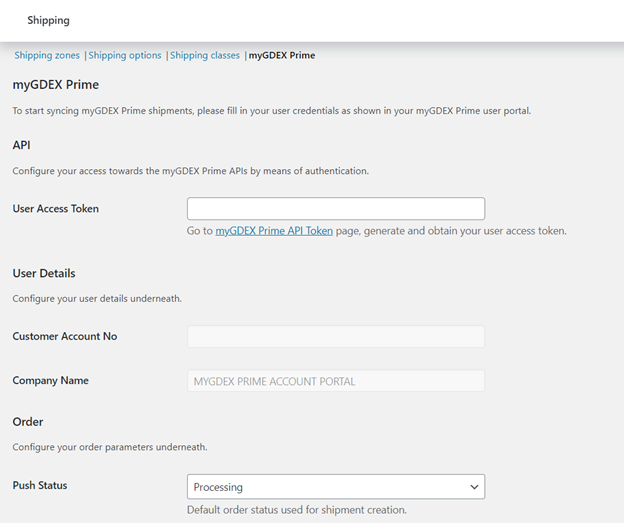 Shipping
Shipping zones | Shipping options | Shipping classes | myGDEX Prime
myGDEX Prime
To start syncing myGDEX Prime shipments, please fill in your user credentials as shown in your myGDEX Prime user portal.
API
Configure your access towards the myGDEX Prime APIs by means of authentication.
User Access Token
Go to myGDEX Prime API Token page, generate and obtain your user access token.
User Details
Configure your user details underneath.
Customer Account No
Company Name MYGDEX PRIME ACCOUNT PORTAL
Order
Configure your order parameters underneath.
Push Status Processing
Default order status used for shipment creation.